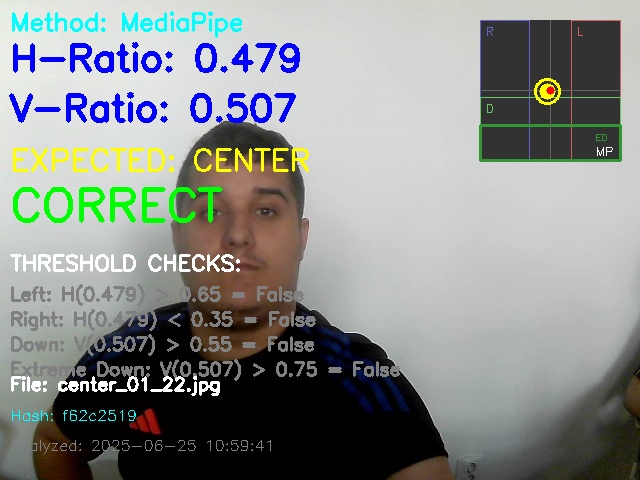 Method: MediaPipe
H-Ratio: 0.479
V-Ratio: 0.507
EXPECTED: CENTER
CORRECT
THRESHOLD CHECKS:
Left: H(0.479) > 0.65 = False
Right: H(0.479) < 0.35 = False
Down: V(0.507) > 0.55 = False
Extreme Down: V(0.507) > 0.75 = False
File: center_01_22.jpg
Hash: f62c2519
alyzed: 2025-06-25 10:59:41
R
L
D
ED
MP